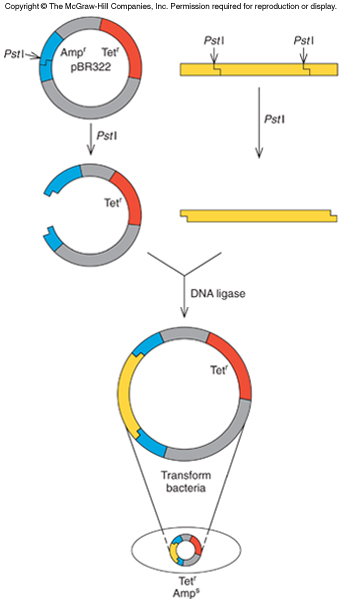 Copyright © The McGraw-Hill Companies, Inc. Permission required for reproduction or display.
PstI
Ampʳ Tetʳ
pBR322
PstI PstI
PstI
PstI
Tetʳ
DNA ligase
Tetʳ
Transform
bacteria
Tetʳ
Ampˢ